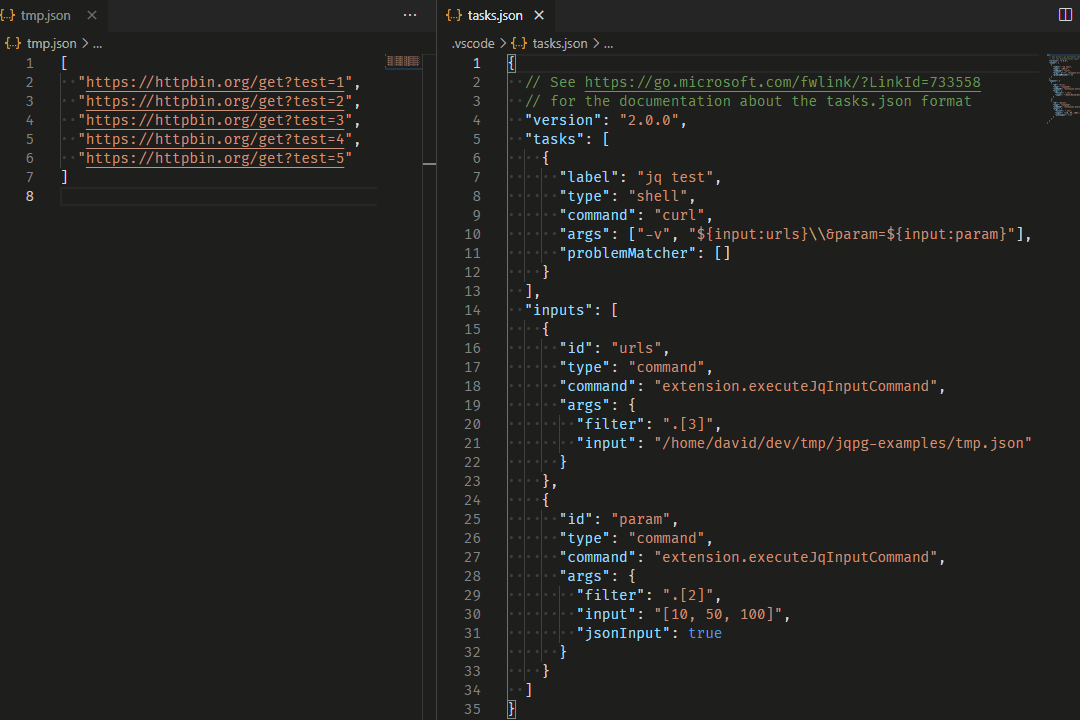 {..} tmp.json × ...
{..} tmp.json > ...
1 [
2 "https://httpbin.org/get?test=1",
3 "https://httpbin.org/get?test=2",
4 "https://httpbin.org/get?test=3",
5 "https://httpbin.org/get?test=4",
6 "https://httpbin.org/get?test=5"
7 ]
8
{..} tasks.json ×
.vscode > {..} tasks.json > ...
1 {
2 // See https://go.microsoft.com/fwlink/?LinkId=733558
3 // for the documentation about the tasks.json format
4 "version": "2.0.0",
5 "tasks": [
6 {
7 "label": "jq test",
8 "type": "shell",
9 "command": "curl",
10 "args": ["-v", "${input:urls}\\&param=${input:param}"],
11 "problemMatcher": []
12 }
13 ],
14 "inputs": [
15 {
16 "id": "urls",
17 "type": "command",
18 "command": "extension.executeJqInputCommand",
19 "args": {
20 "filter": ".[3]",
21 "input": "/home/david/dev/tmp/jqpg-examples/tmp.json"
22 }
23 },
24 {
25 "id": "param",
26 "type": "command",
27 "command": "extension.executeJqInputCommand",
28 "args": {
29 "filter": ".[2]",
30 "input": "[10, 50, 100]",
31 "jsonInput": true
32 }
33 }
34 ]
35 }